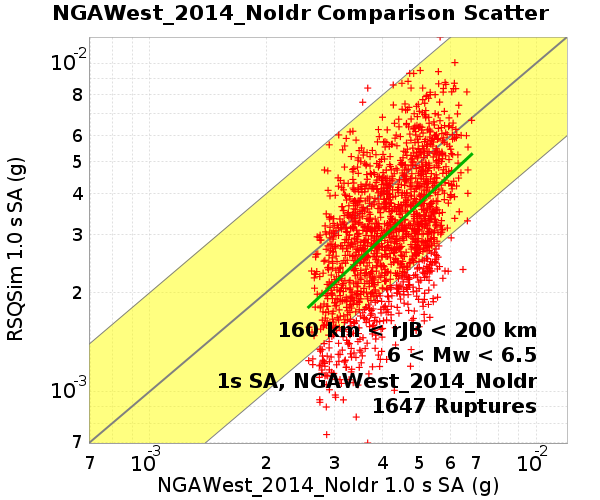 NGAWest_2014_NoIdr Comparison Scatter
RSQSim 1.0 s SA (g)
10-2
8
6
5
4
3
2
10-3
7
160 km < rJB < 200 km
6 < Mw < 6.5
1s SA, NGAWest_2014_NoIdr
1647 Ruptures
7 10-3 2 3 4 5 6 7 10-2
NGAWest_2014_NoIdr 1.0 s SA (g)